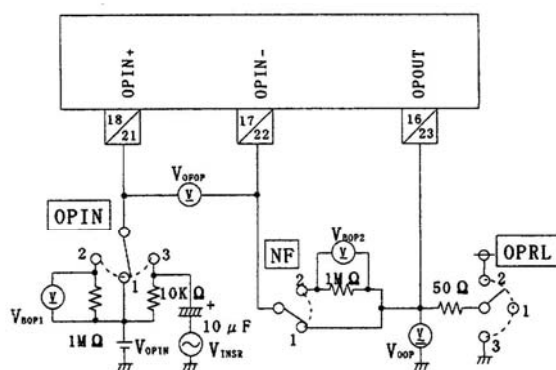 OPIN+
OPIN-
OPOUT
18
21
17
22
16
23
VOFOP
V
OPIN
NF
VBOP2
V
OPRL
2
3
2
1MΩ
50Ω
2
1
1
V
VBOP1
10KΩ
+
1
V
VOOP
3
10μF
1MΩ
VOPIN
VINSR